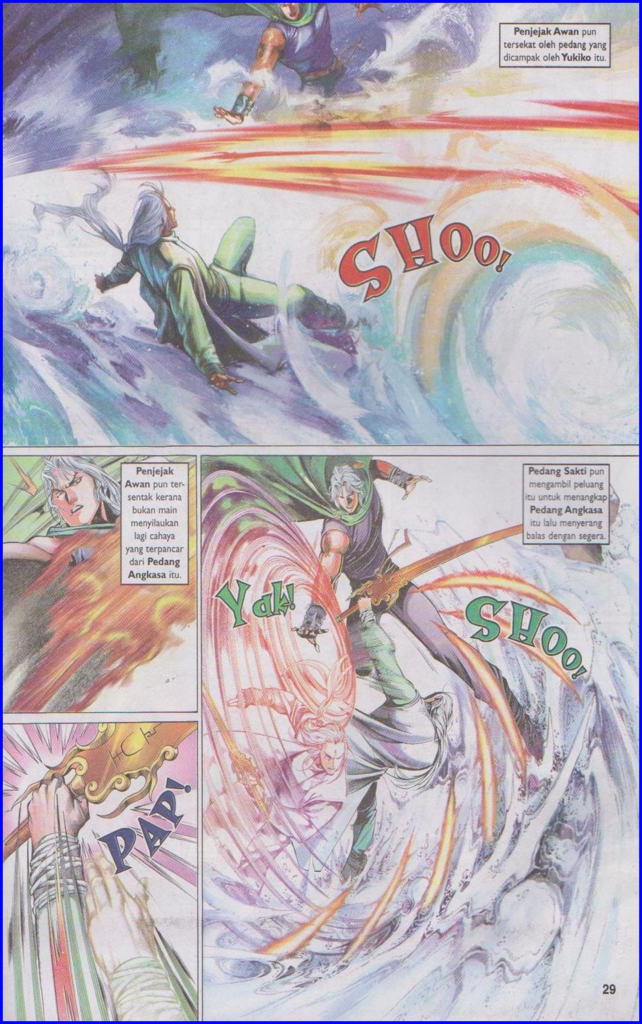 Penjejak Awan pun
tersekat oleh pedang yang
dicampak oleh Yukiko itu.
SHOO!
Penjejak
Awan pun ter-
sentak kerana
bukan main
menyilaukan
lagi cahaya
yang terpancar
dari Pedang
Angkasa itu.
Pedang Sakti pun
mengambil peluang
itu untuk menangkap
Pedang Angkasa
itu lalu menyerang
balas dengan segera.
Yak!
SHOO!
PAP!
29